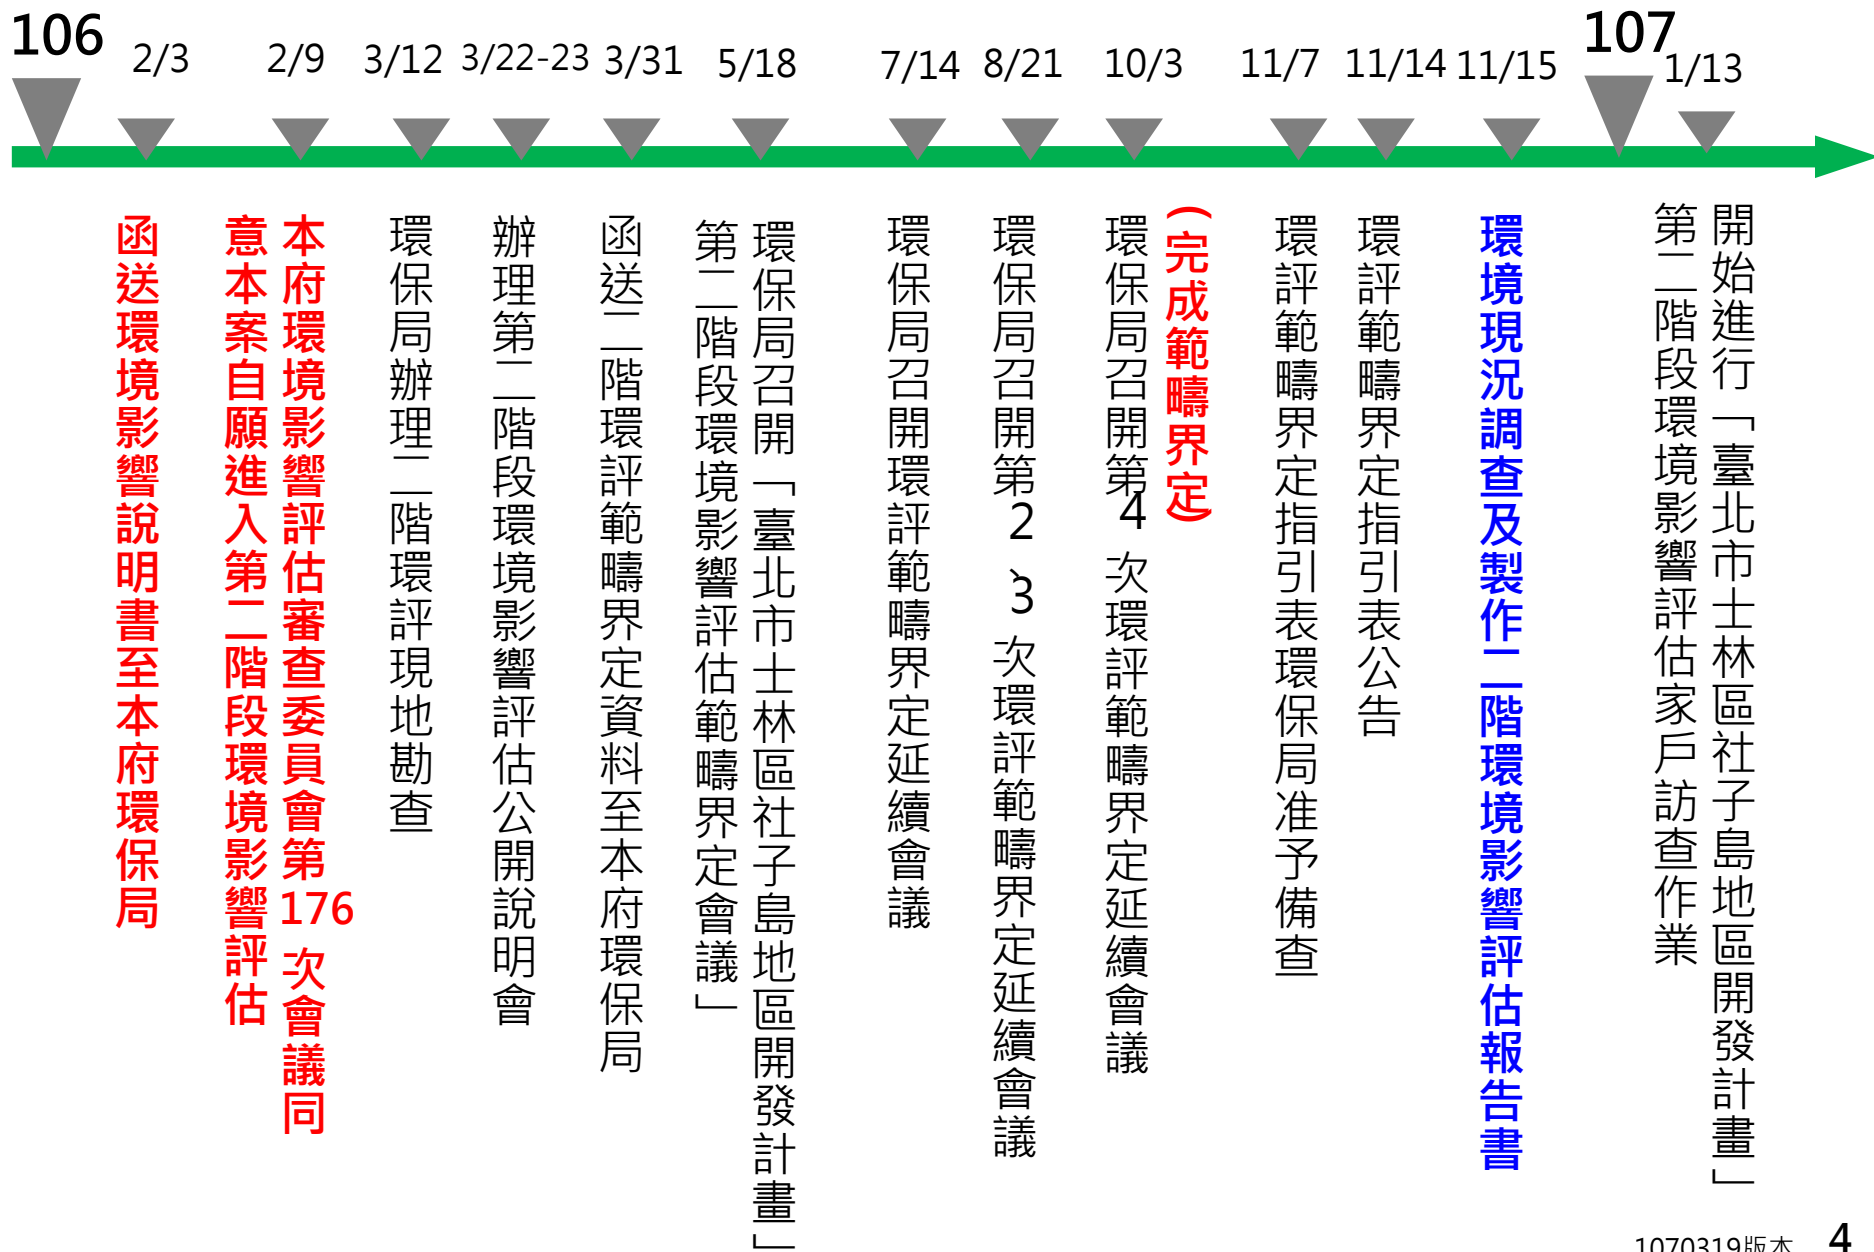 106
2/3
2/9
3/12
3/22-23
3/31
5/18
7/14
8/21
10/3
11/7
11/14
11/15
107
1/13
函送環境影響說明書至本府環保局
本府環境影響評估審查委員會第176次會議同
意本案自願進入第二階段環境影響評估
環保局辦理二階環評現地勘查
辦理第二階段環境影響評估公開說明會
函送二階環評範疇界定資料至本府環保局
環保局召開「臺北市士林區社子島地區開發計畫」
第二階段環境影響評估範疇界定會議」
環保局召開環評範疇界定延續會議
環保局召開第2、3次環評範疇界定延續會議
(完成範疇界定)
環保局召開第4次環評範疇界定延續會議
環評範疇界定指引表環保局准予備查
環評範疇界定指引表公告
環境現況調查及製作二階環境影響評估報告書
開始進行「臺北市士林區社子島地區開發計畫」
第二階段環境影響評估家戶訪查作業
1070319版本
4